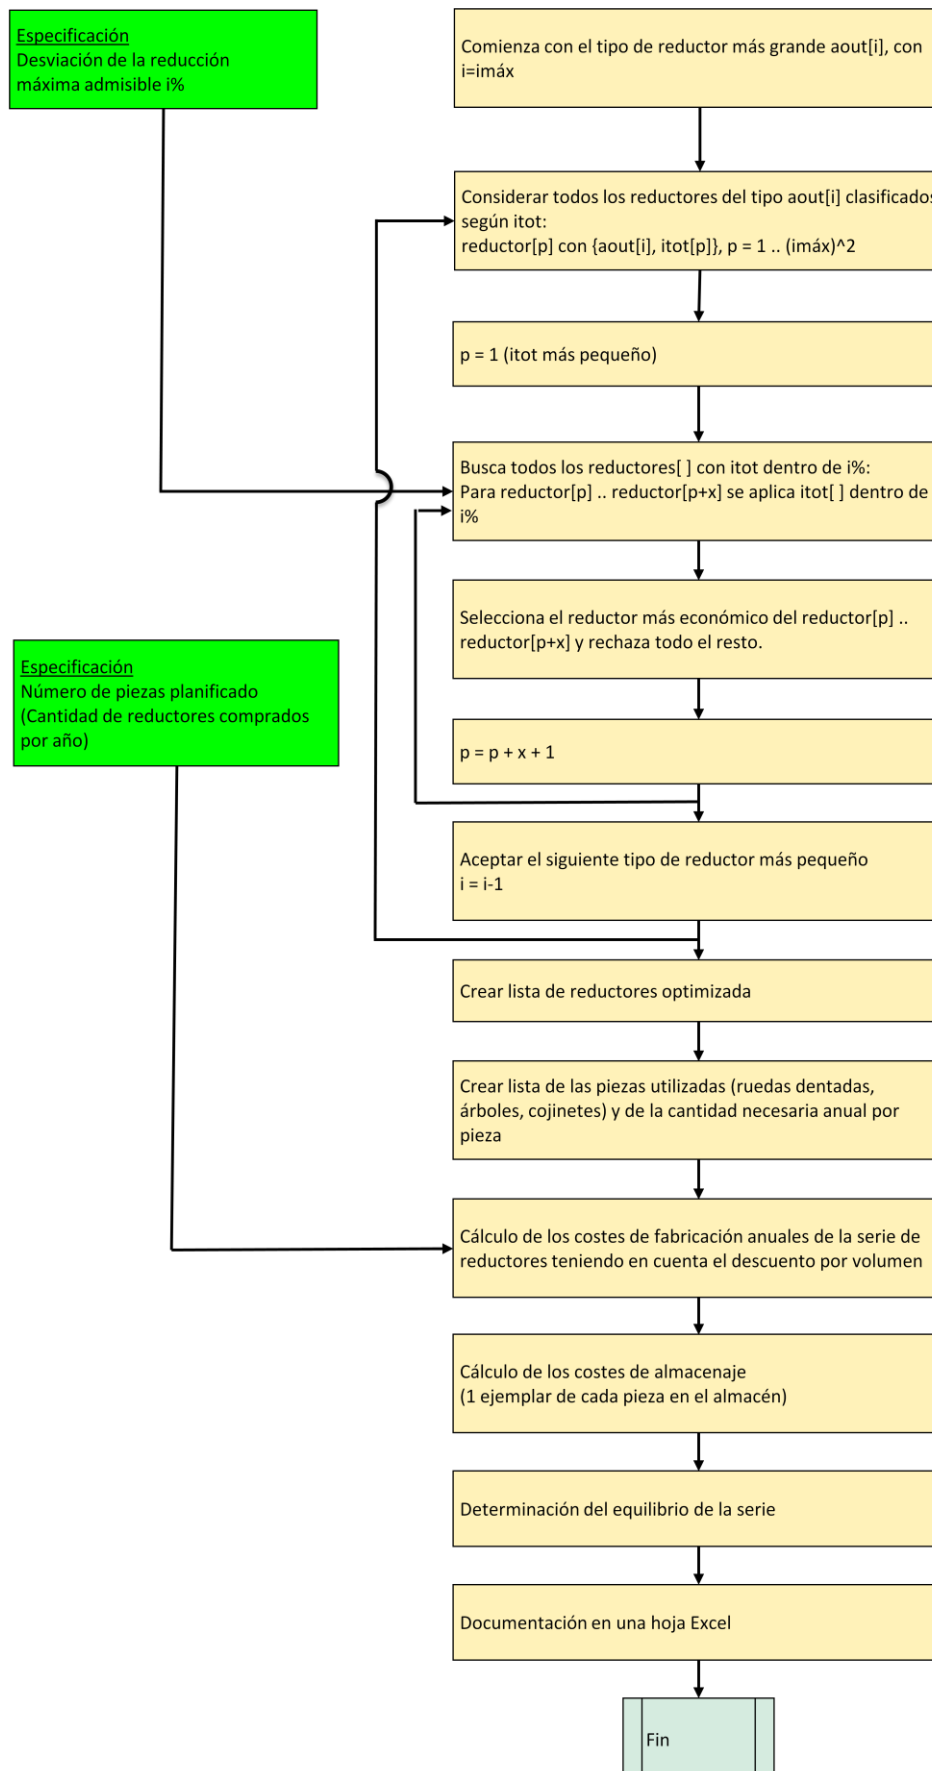 Especificación
Desviación de la reducción
máxima admisible i%
Comienza con el tipo de reductor más grande aout[i], con
i=imáx
Considerar todos los reductores del tipo aout[i] clasificados
según itot:
reductor[p] con {aout[i], itot[p]}, p = 1 .. (imáx)^2
p = 1 (itot más pequeño)
Busca todos los reductores[ ] con itot dentro de i%:
Para reductor[p] .. reductor[p+x] se aplica itot[ ] dentro de
i%
Selecciona el reductor más económico del reductor[p] ..
reductor[p+x] y rechaza todo el resto.
Especificación
Número de piezas planificado
(Cantidad de reductores comprados
por año)
p = p + x + 1
Aceptar el siguiente tipo de reductor más pequeño
i = i-1
Crear lista de reductores optimizada
Crear lista de las piezas utilizadas (ruedas dentadas,
árboles, cojinetes) y de la cantidad necesaria anual por
pieza
Cálculo de los costes de fabricación anuales de la serie de
reductores teniendo en cuenta el descuento por volumen
Cálculo de los costes de almacenaje
(1 ejemplar de cada pieza en el almacén)
Determinación del equilibrio de la serie
Documentación en una hoja Excel
Fin